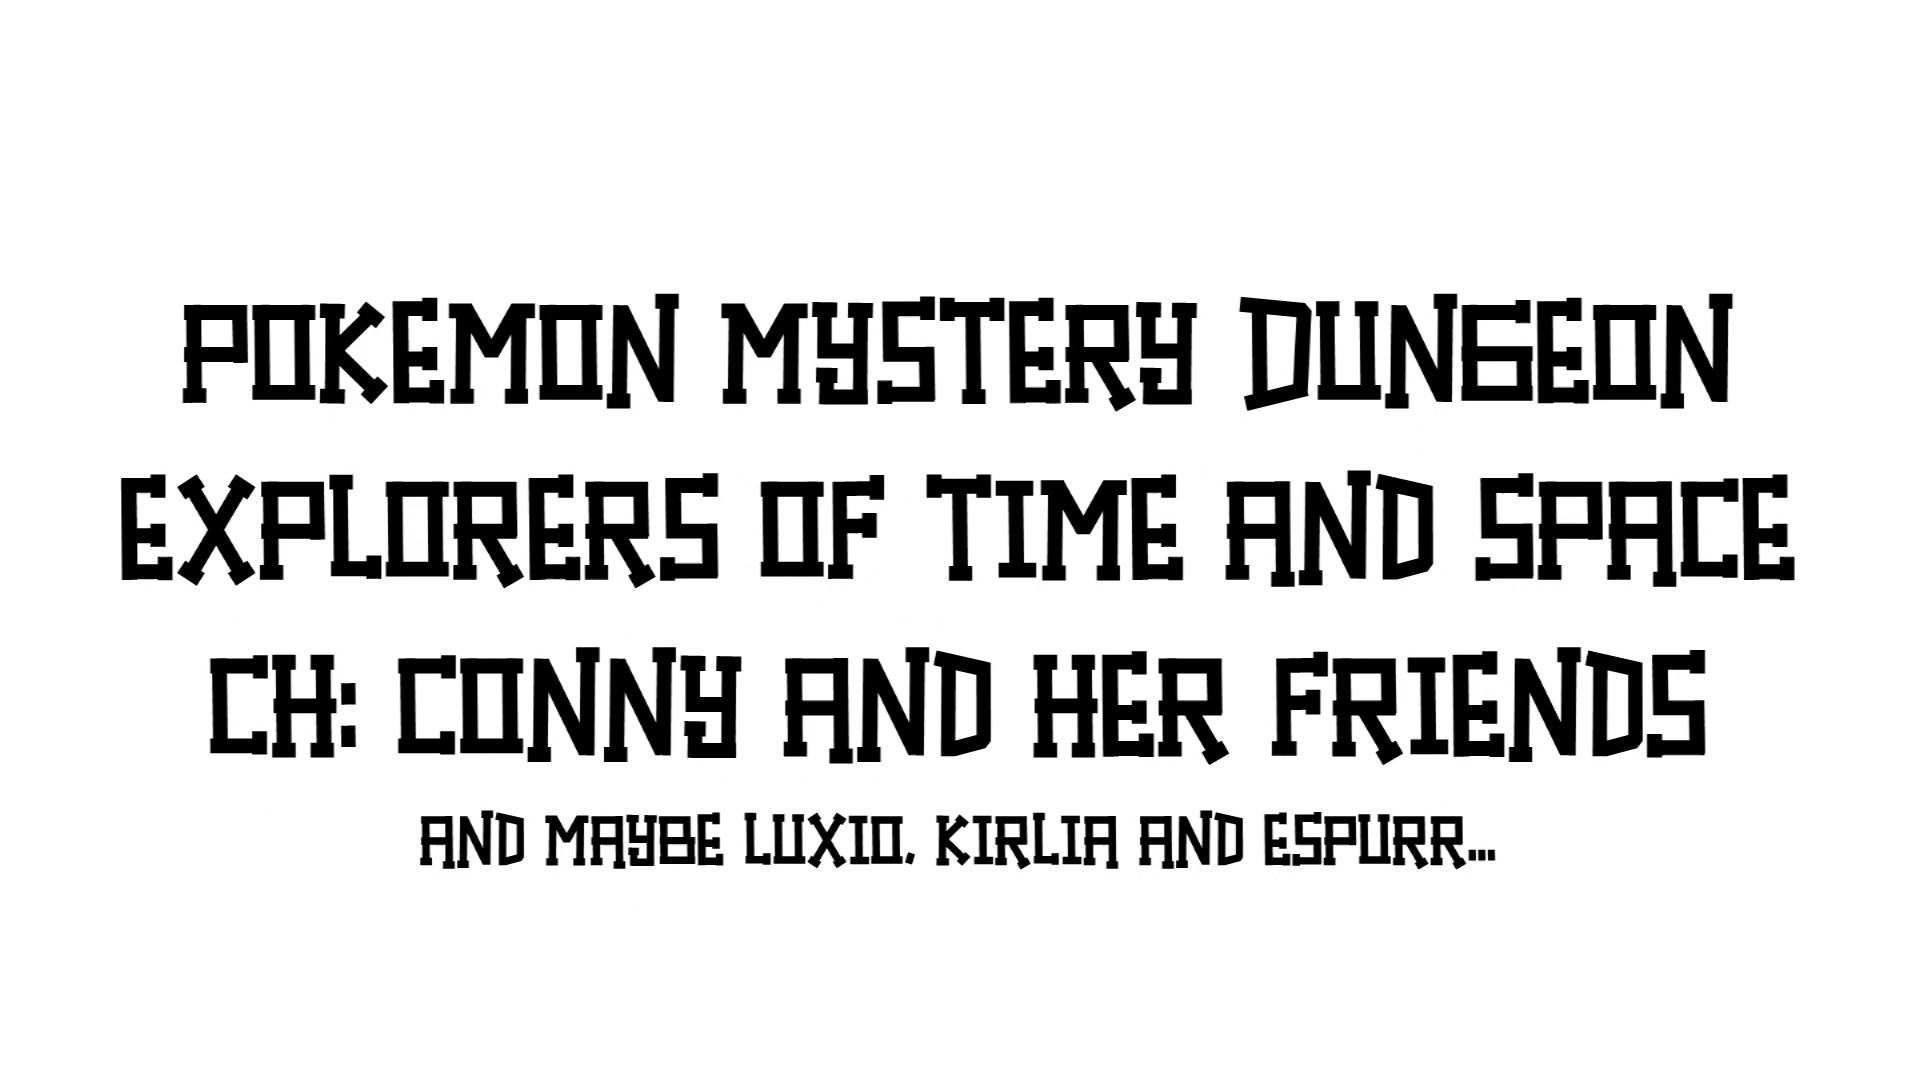 POKEMON MYSTERY DUNGEON
EXPLORERS OF TIME AND SPACE
CH: CONNY AND HER FRIENDS
AND MAYBE LUXIO, KIRLIA AND ESPURR...